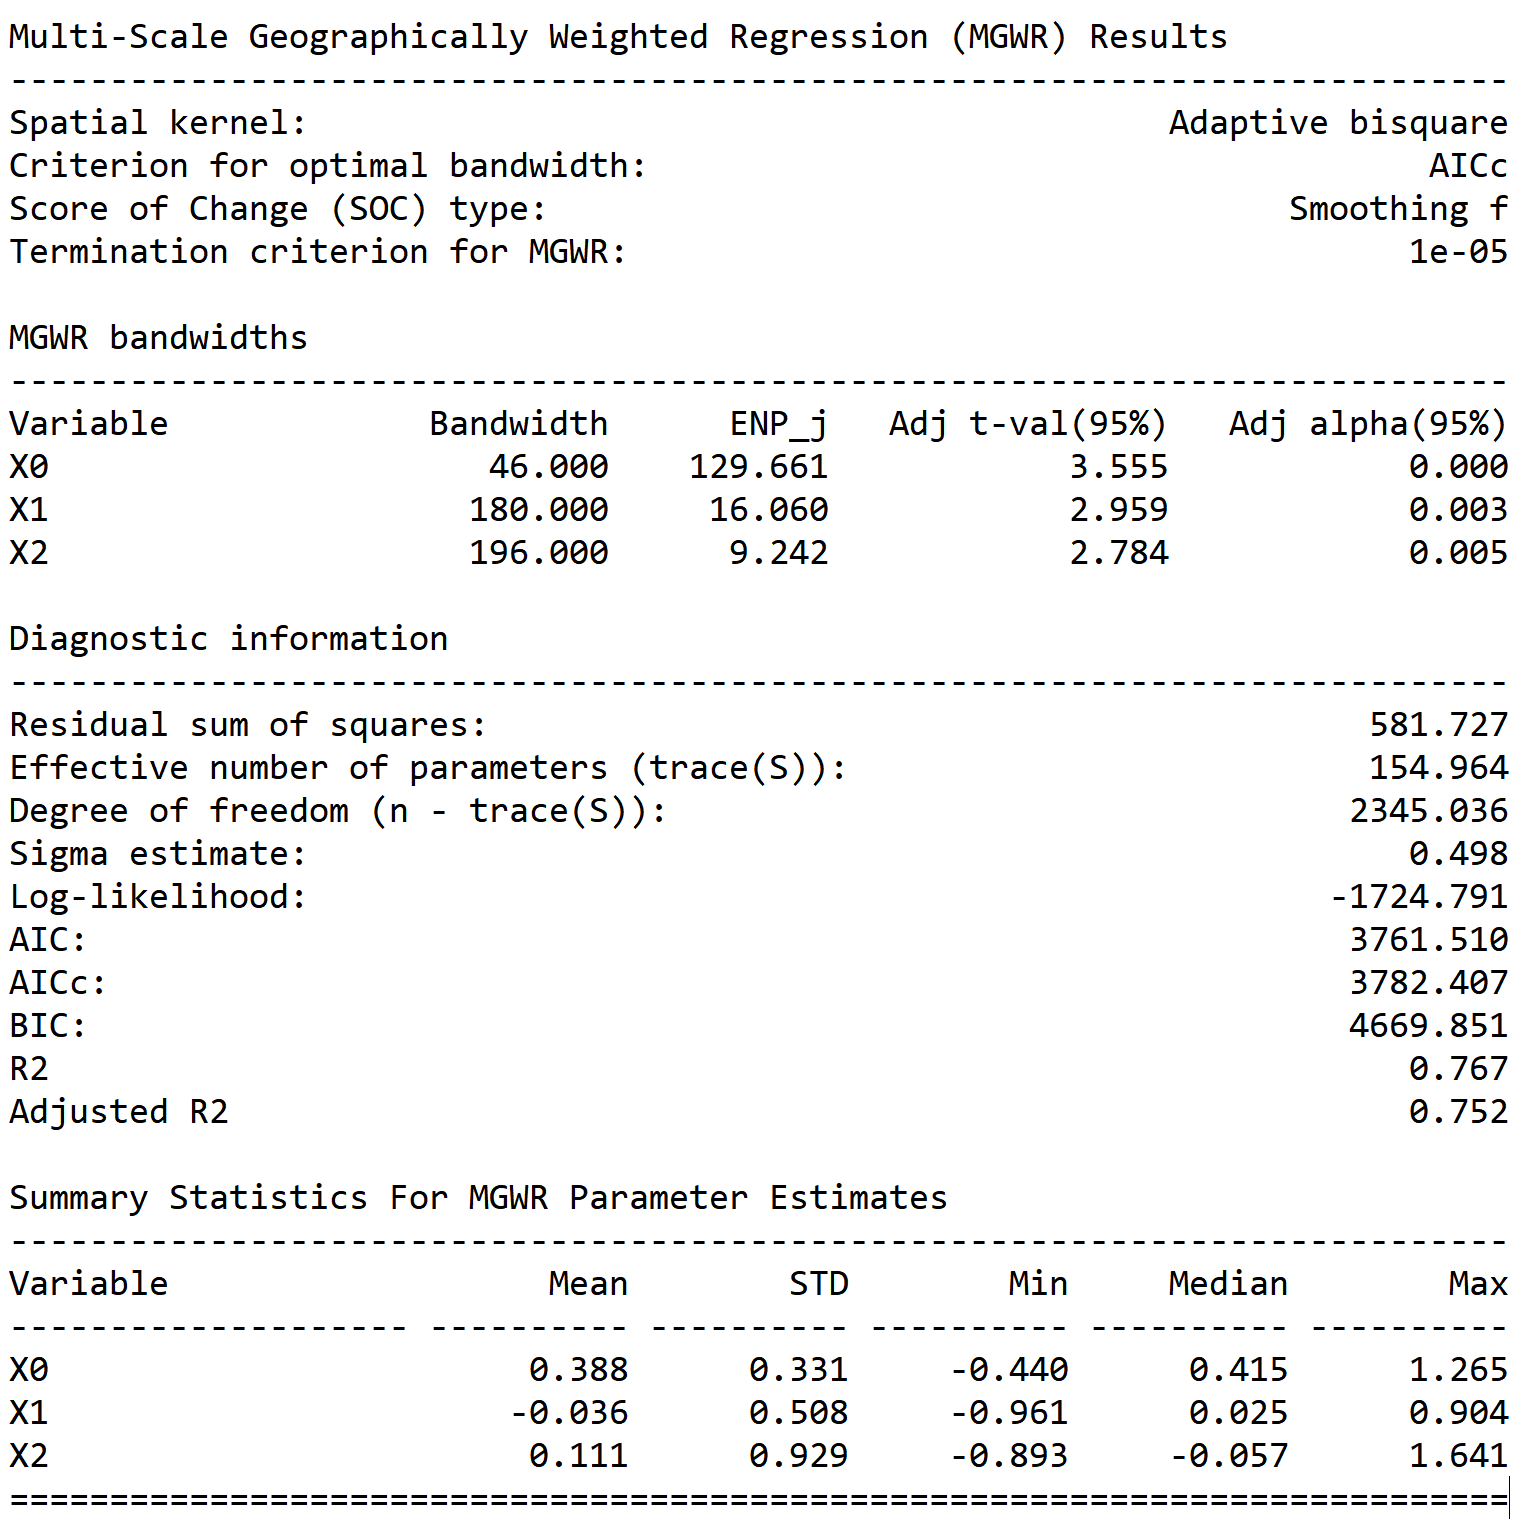 Multi-Scale Geographically Weighted Regression (MGWR) Results
---------------------------------------------------------------------------
Spatial kernel:                                           Adaptive bisquare
Criterion for optimal bandwidth:                                       AICc
Score of Change (SOC) type:                                     Smoothing f
Termination criterion for MGWR:                                       1e-05

MGWR bandwidths
---------------------------------------------------------------------------
Variable             Bandwidth      ENP_j   Adj t-val(95%)   Adj alpha(95%)
X0                      46.000    129.661            3.555            0.000
X1                     180.000     16.060            2.959            0.003
X2                     196.000      9.242            2.784            0.005

Diagnostic information
---------------------------------------------------------------------------
Residual sum of squares:                                            581.727
Effective number of parameters (trace(S)):                          154.964
Degree of freedom (n - trace(S)):                                  2345.036
Sigma estimate:                                                       0.498
Log-likelihood:                                                   -1724.791
AIC:                                                               3761.510
AICc:                                                              3782.407
BIC:                                                               4669.851
R2                                                                    0.767
Adjusted R2                                                           0.752

Summary Statistics For MGWR Parameter Estimates
---------------------------------------------------------------------------
Variable                   Mean        STD        Min     Median        Max
-------------------- ---------- ---------- ---------- ---------- ----------
X0                        0.388      0.331     -0.440      0.415      1.265
X1                       -0.036      0.508     -0.961      0.025      0.904
X2                        0.111      0.929     -0.893     -0.057      1.641
===========================================================================